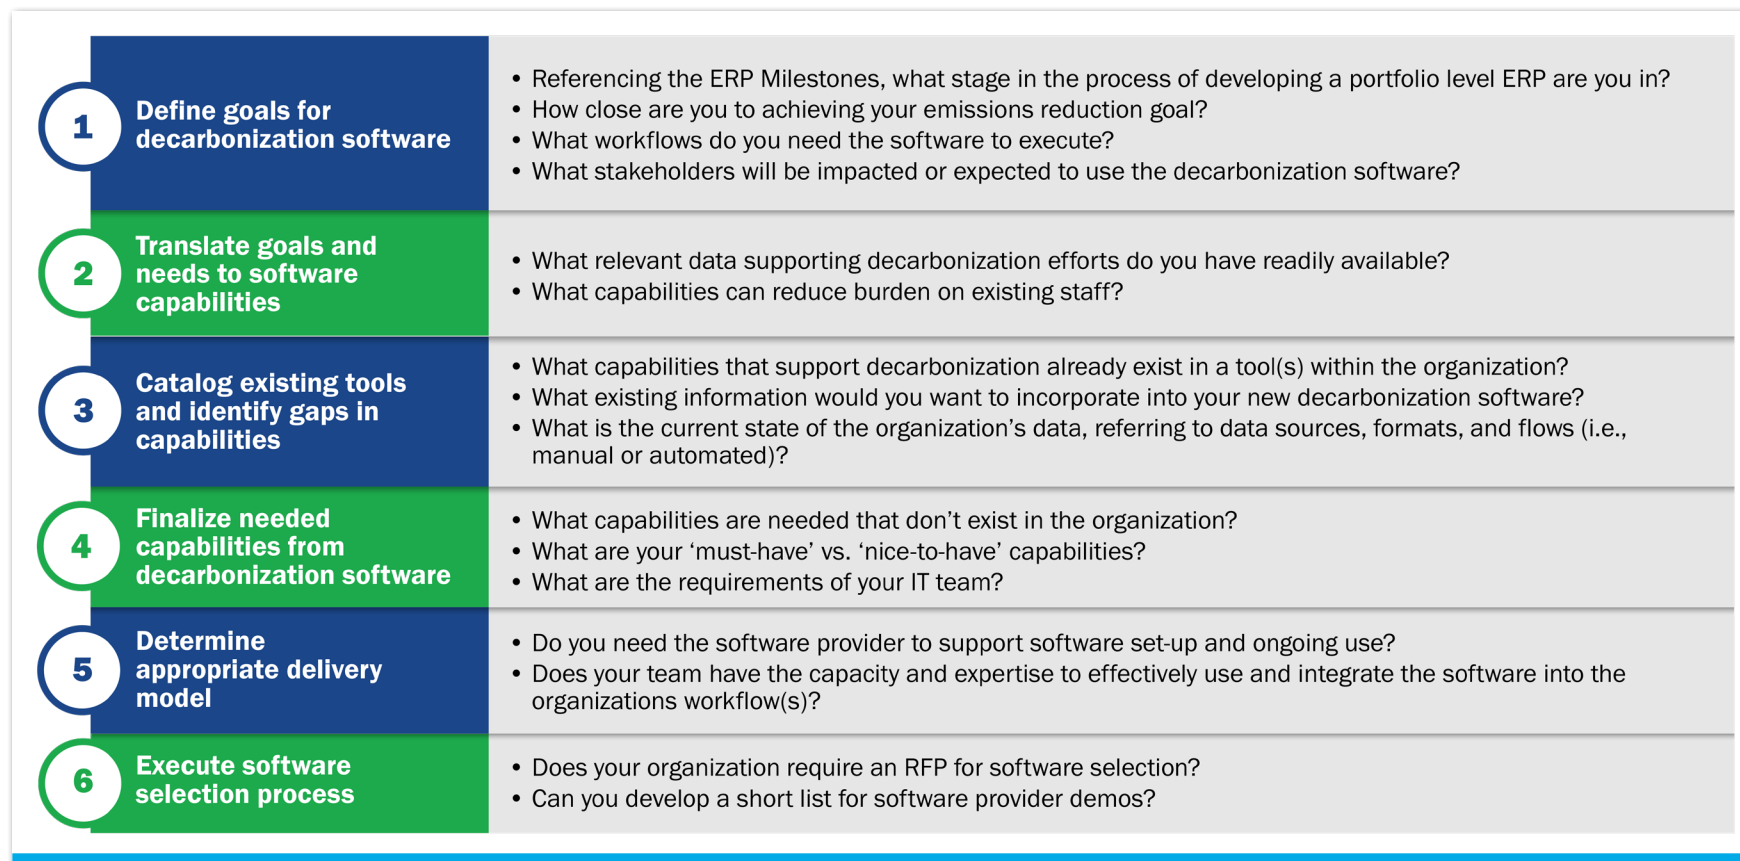 1
Define goals for
decarbonization software
• Referencing the ERP Milestones, what stage in the process of developing a portfolio level ERP are you in?
• How close are you to achieving your emissions reduction goal?
• What workflows do you need the software to execute?
• What stakeholders will be impacted or expected to use the decarbonization software?
2
Translate goals and
needs to software
capabilities
• What relevant data supporting decarbonization efforts do you have readily available?
• What capabilities can reduce burden on existing staff?
3
Catalog existing tools
and identify gaps in
capabilities
• What capabilities that support decarbonization already exist in a tool(s) within the organization?
• What existing information would you want to incorporate into your new decarbonization software?
• What is the current state of the organization’s data, referring to data sources, formats, and flows (i.e.,
manual or automated)?
4
Finalize needed
capabilities from
decarbonization software
• What capabilities are needed that don’t exist in the organization?
• What are your ‘must-have’ vs. ‘nice-to-have’ capabilities?
• What are the requirements of your IT team?
5
Determine
appropriate delivery
model
• Do you need the software provider to support software set-up and ongoing use?
• Does your team have the capacity and expertise to effectively use and integrate the software into the
organizations workflow(s)?
6
Execute software
selection process
• Does your organization require an RFP for software selection?
• Can you develop a short list for software provider demos?